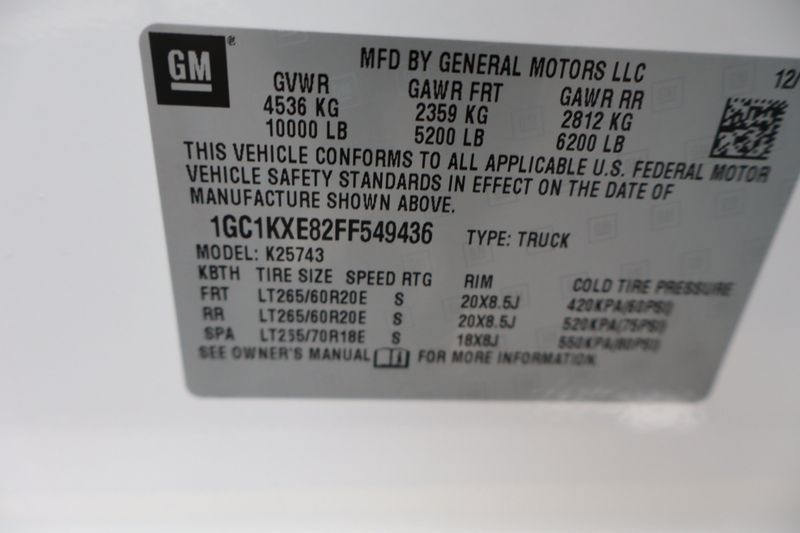 GM®
MFD BY GENERAL MOTORS LLC 12/
GVWR GAWR FRT GAWR RR
4536 KG 2359 KG 2812 KG
10000 LB 5200 LB 6200 LB
THIS VEHICLE CONFORMS TO ALL APPLICABLE U.S. FEDERAL MOTOR
VEHICLE SAFETY STANDARDS IN EFFECT ON THE DATE OF
MANUFACTURE SHOWN ABOVE.
1GC1KXE82FF549436 TYPE: TRUCK
MODEL: K25743
KBTH TIRE SIZE SPEED RTG RIM COLD TIRE PRESSURE
FRT LT265/60R20E S 20X8.5J 420KPA(60PSI)
RR LT265/60R20E S 20X8.5J 520KPA(75PSI)
SPA LT255/70R18E S 18X8J 550KPA(80PSI)
SEE OWNER'S MANUAL FOR MORE INFORMATION